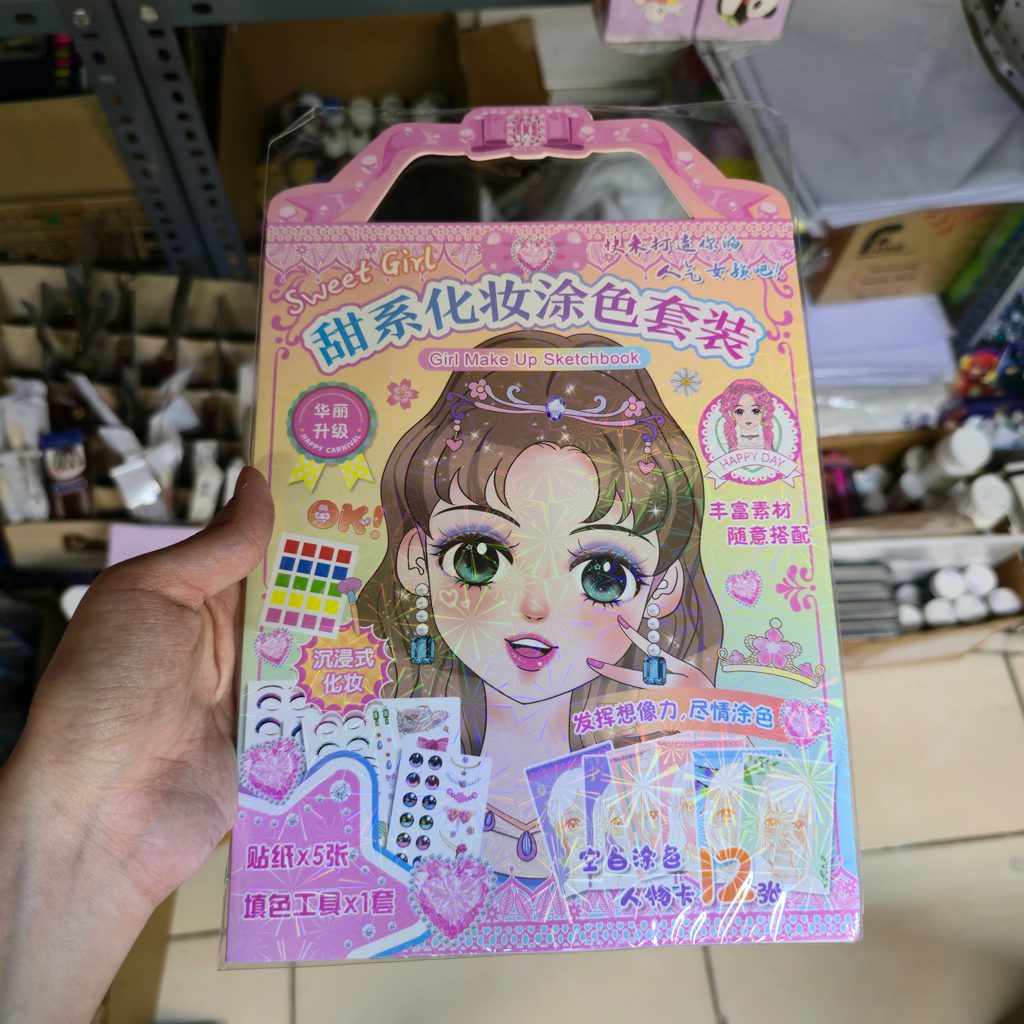 Sweet Girl
快来打造你的
人气女娘吧!
甜系化妆涂色套装
Girl Make Up Sketchbook
华丽
升级
HAPPY CARNIVAL
OK!
HAPPY DAY
丰富素材
随意搭配
沉浸式
化妆
发挥想像力,尽情涂色
贴纸x5张
填色工具x1套
空白涂色
人物卡12张